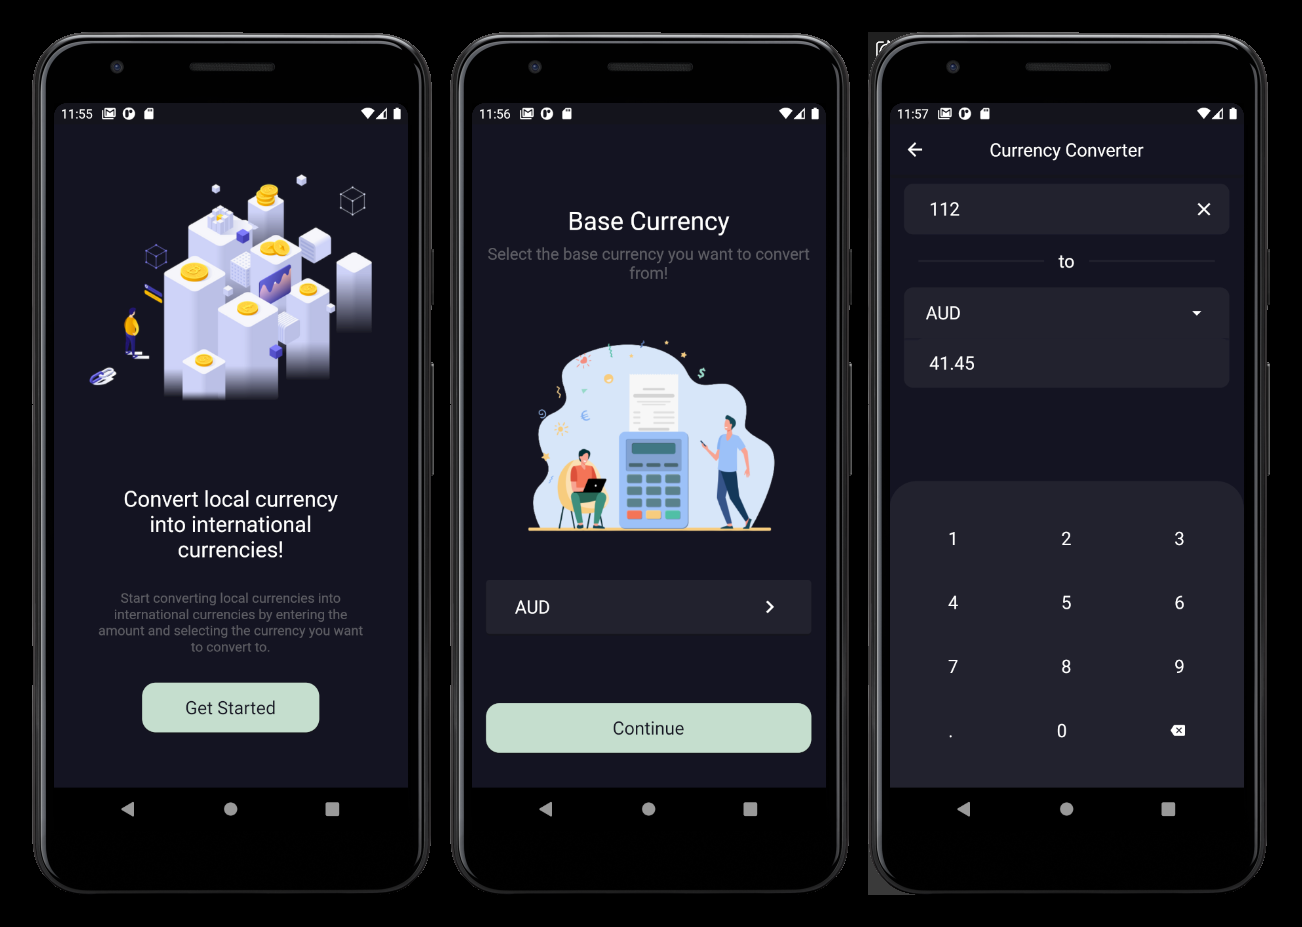 11:55
Convert local currency
into international
currencies!
Start converting local currencies into
international currencies by entering the
amount and selecting the currency you want
to convert to.
Get Started
11:56
Base Currency
Select the base currency you want to convert
from!
$
€
AUD
Continue
11:57
Currency Converter
112
to
AUD
41.45
1 2 3
4 5 6
7 8 9
. 0